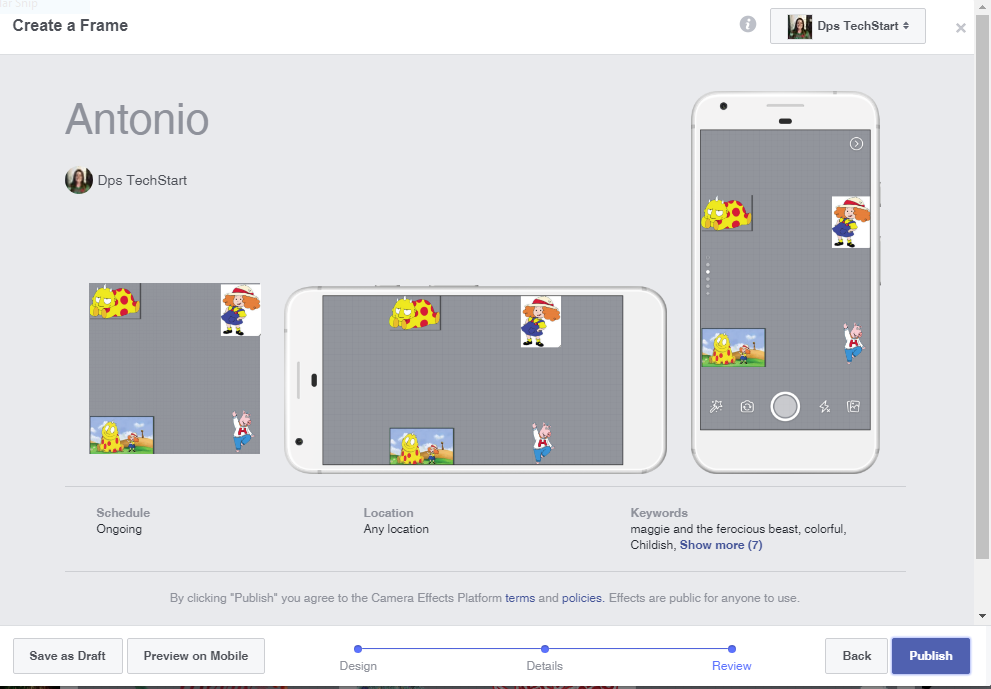 Create a Frame
Dps TechStart
Antonio
Dps TechStart
Schedule
Ongoing
Location
Any location
Keywords
maggie and the ferocious beast, colorful,
Childish, Show more (7)
By clicking "Publish" you agree to the Camera Effects Platform terms and policies. Effects are public for anyone to use.
Save as Draft
Preview on Mobile
Design
Details
Review
Back
Publish